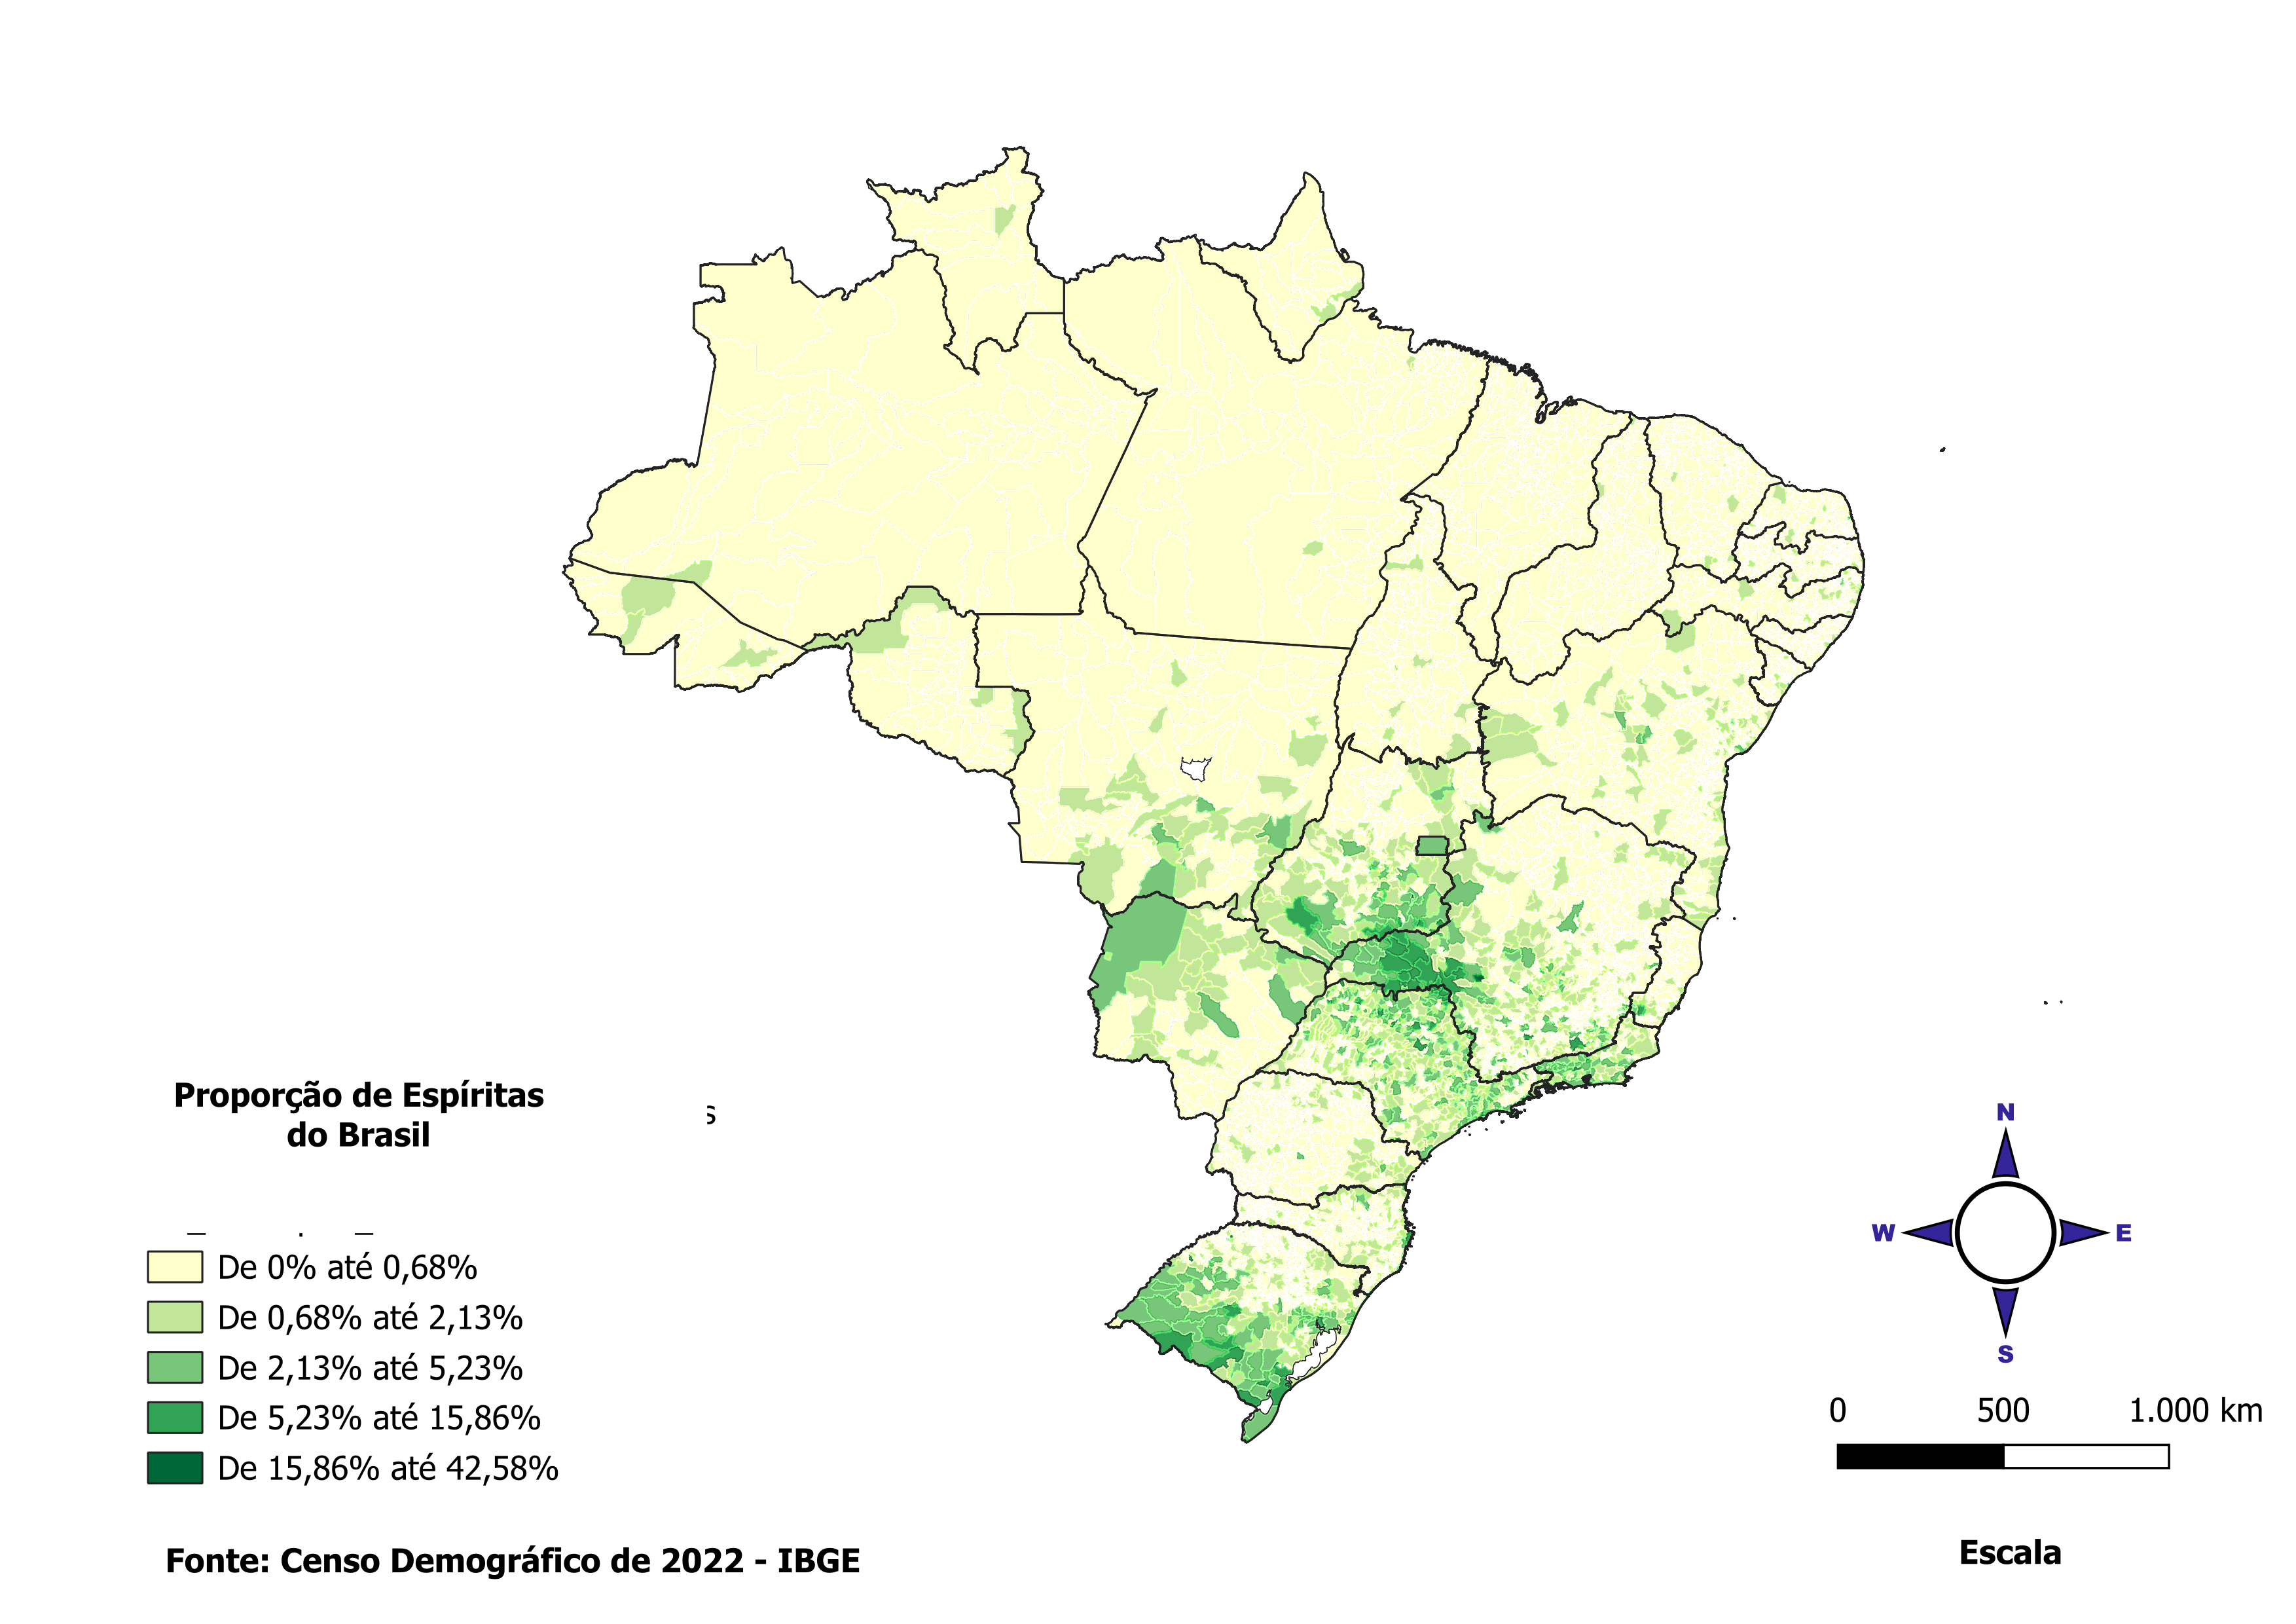 Proporção de Espíritas
do Brasil
De 0% até 0,68%
De 0,68% até 2,13%
De 2,13% até 5,23%
De 5,23% até 15,86%
De 15,86% até 42,58%
Fonte: Censo Demográfico de 2022 - IBGE
s
N
W
E
S
0 500 1.000 km
Escala